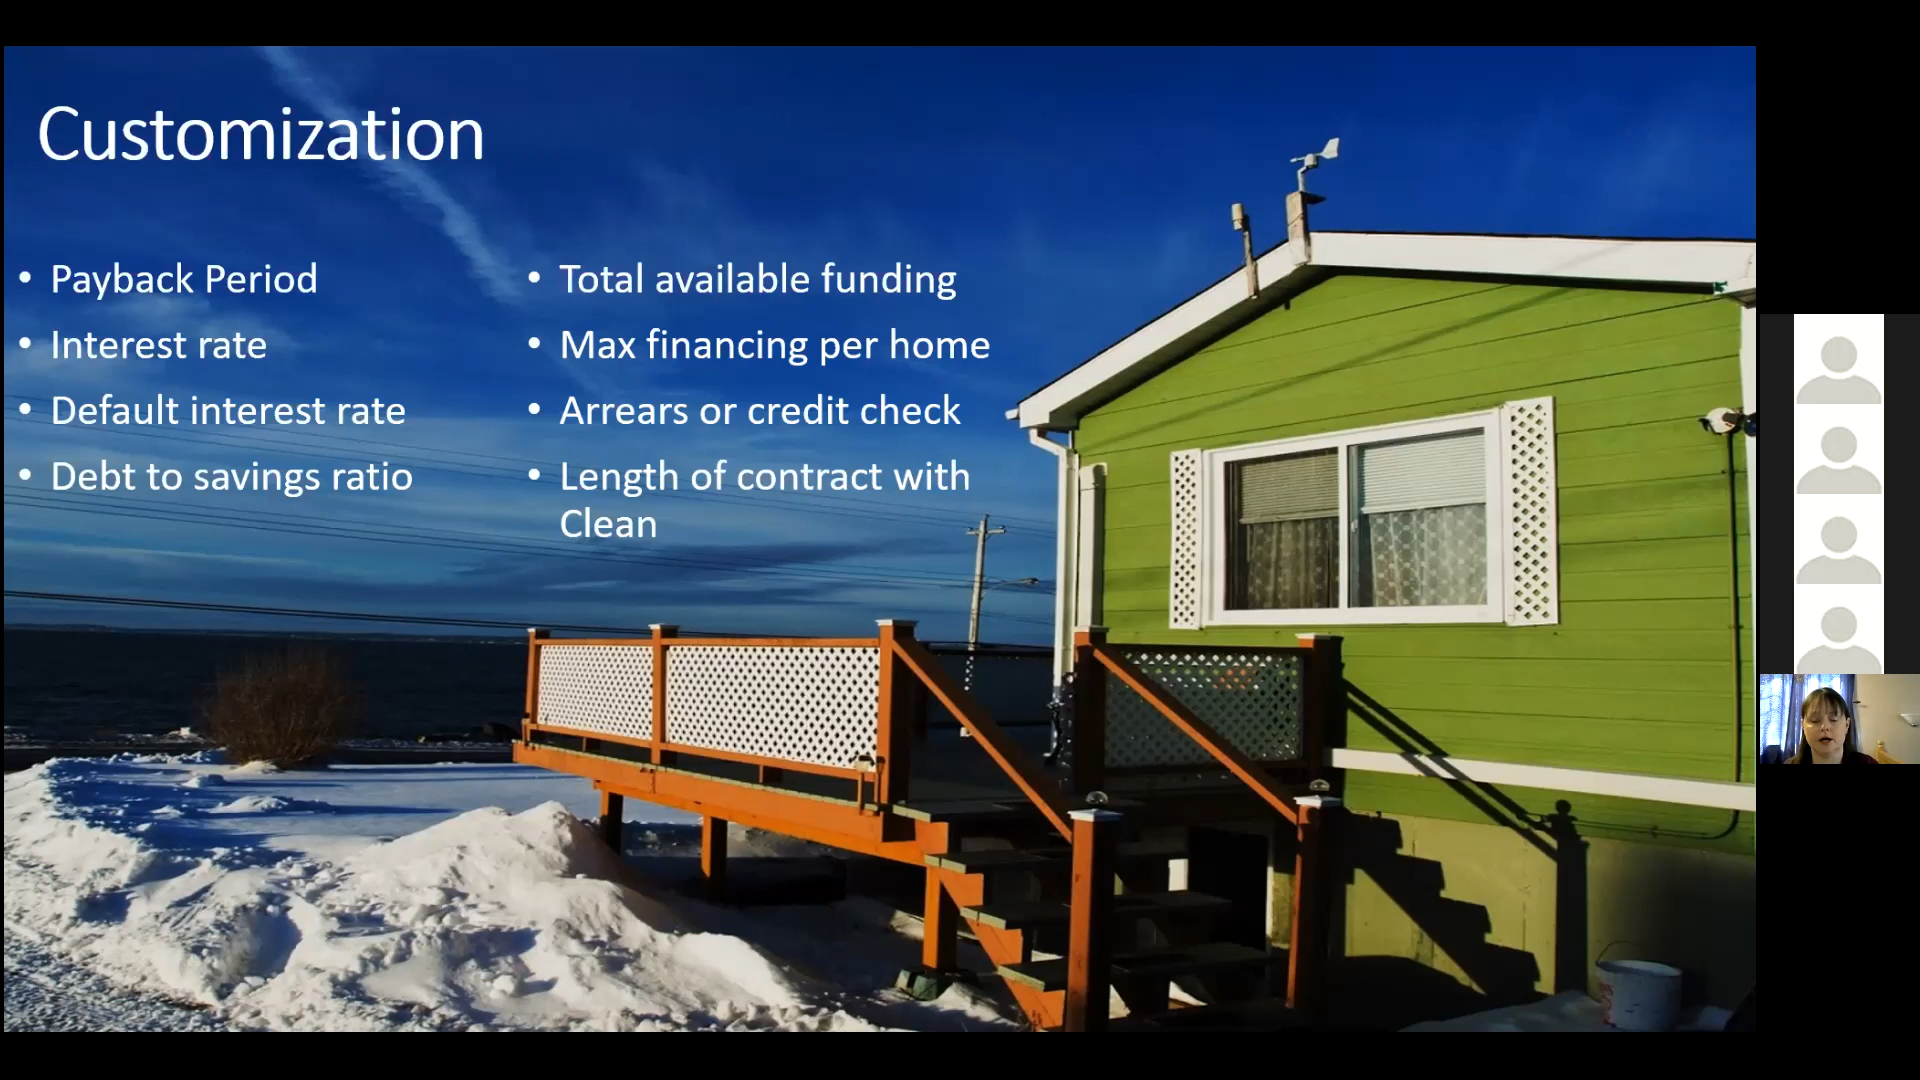 Customization
• Payback Period
• Interest rate
• Default interest rate
• Debt to savings ratio
• Total available funding
• Max financing per home
• Arrears or credit check
• Length of contract with
Clean